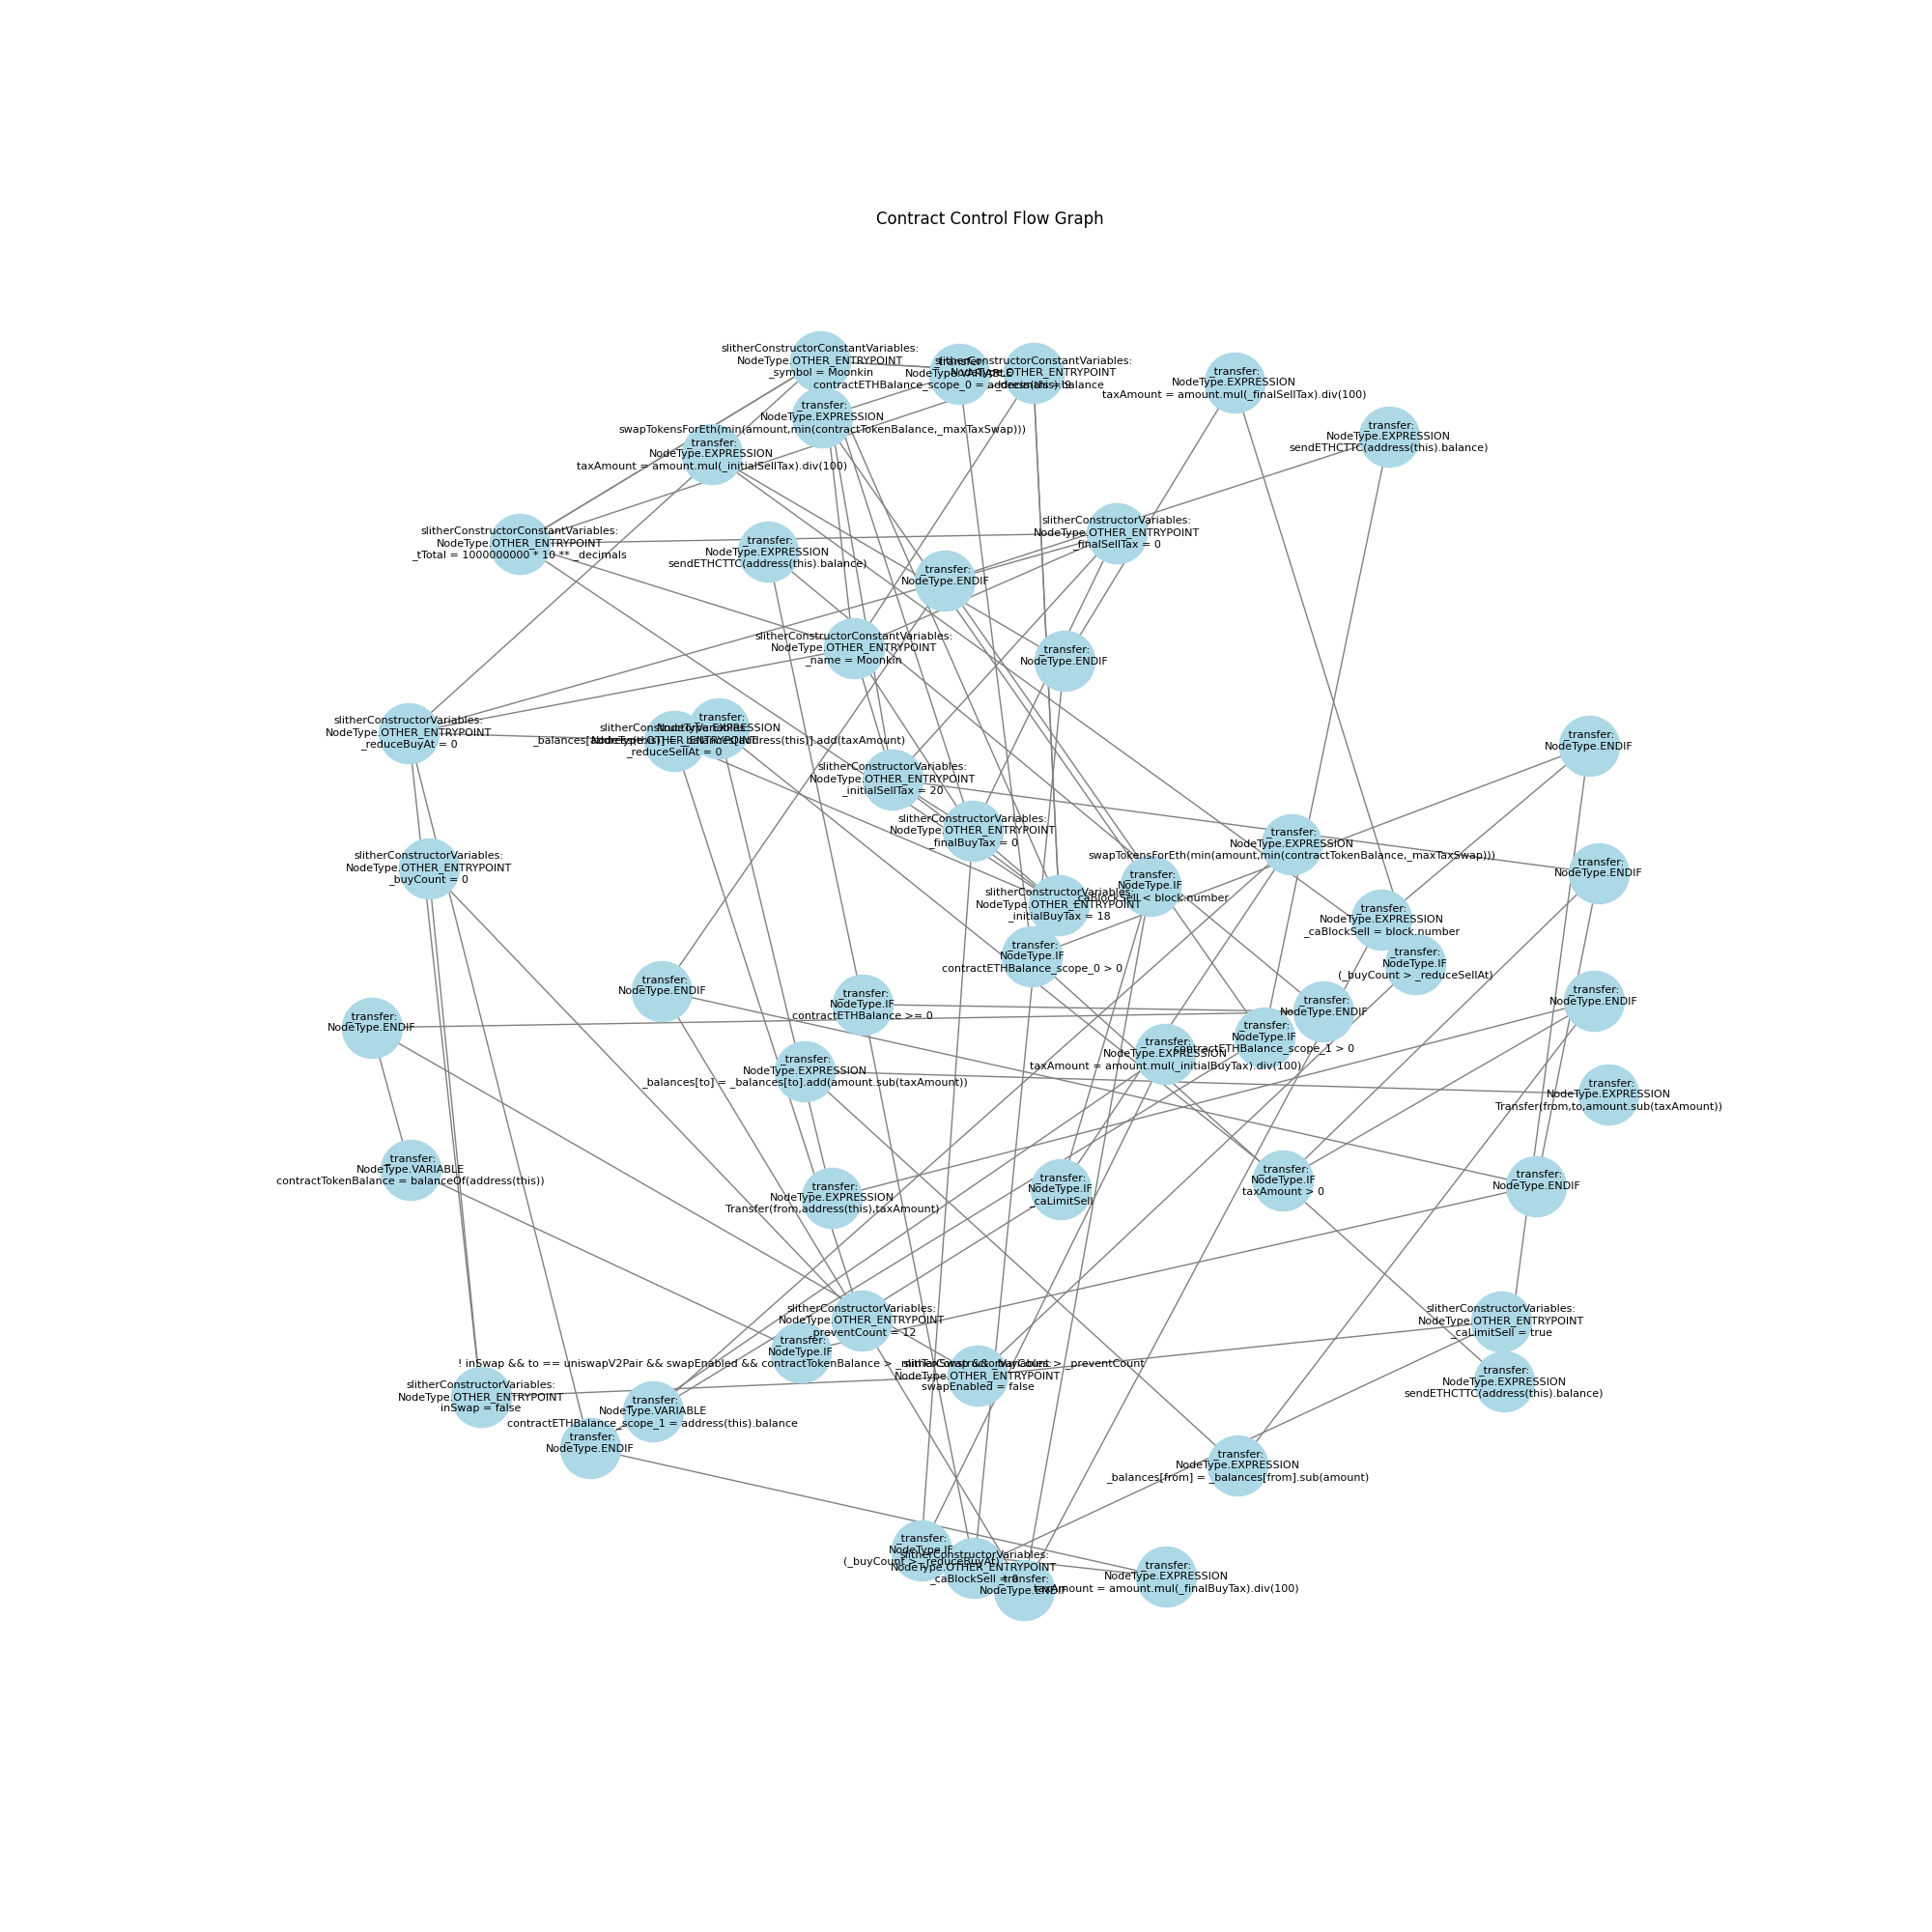 Contract Control Flow Graph
slitherConstructorConstantVariables:
NodeType.OTHER_ENTRYPOINT
_symbol = Moonkin
_transfer:
NodeType.VARIABLE
contractETHBalance_scope_0 = address(this).balance
slitherConstructorConstantVariables:
NodeType.OTHER_ENTRYPOINT
_decimals = 9
_transfer:
NodeType.EXPRESSION
taxAmount = amount.mul(_finalSellTax).div(100)
_transfer:
NodeType.EXPRESSION
swapTokensForEth(min(amount,min(contractTokenBalance,_maxTaxSwap)))
_transfer:
NodeType.EXPRESSION
sendETHCTTC(address(this).balance)
_transfer:
NodeType.EXPRESSION
taxAmount = amount.mul(_initialSellTax).div(100)
slitherConstructorVariables:
NodeType.OTHER_ENTRYPOINT
_finalSellTax = 0
slitherConstructorConstantVariables:
NodeType.OTHER_ENTRYPOINT
_tTotal = 1000000000 * 10 ** _decimals
_transfer:
NodeType.EXPRESSION
sendETHCTTC(address(this).balance)
_transfer:
NodeType.ENDIF
slitherConstructorConstantVariables:
NodeType.OTHER_ENTRYPOINT
_name = Moonkin
_transfer:
NodeType.ENDIF
slitherConstructorVariables:
NodeType.OTHER_ENTRYPOINT
_reduceBuyAt = 0
slitherConstructorVariables:
NodeType.OTHER_ENTRYPOINT
_reduceSellAt = 0
_transfer:
NodeType.EXPRESSION
_balances[address(this)] = _balances[address(this)].add(taxAmount)
_transfer:
NodeType.ENDIF
slitherConstructorVariables:
NodeType.OTHER_ENTRYPOINT
_initialSellTax = 20
slitherConstructorVariables:
NodeType.OTHER_ENTRYPOINT
_finalBuyTax = 0
_transfer:
NodeType.EXPRESSION
swapTokensForEth(min(amount,min(contractTokenBalance,_maxTaxSwap)))
slitherConstructorVariables:
NodeType.OTHER_ENTRYPOINT
_buyCount = 0
_transfer:
NodeType.ENDIF
_transfer:
NodeType.IF
_caBlockSell < block.number
slitherConstructorVariables:
NodeType.OTHER_ENTRYPOINT
_initialBuyTax = 18
_transfer:
NodeType.EXPRESSION
_caBlockSell = block.number
_transfer:
NodeType.IF
contractETHBalance_scope_0 > 0
_transfer:
NodeType.IF
(_buyCount > _reduceSellAt)
_transfer:
NodeType.ENDIF
_transfer:
NodeType.IF
contractETHBalance >= 0
_transfer:
NodeType.ENDIF
_transfer:
NodeType.ENDIF
_transfer:
NodeType.ENDIF
_transfer:
NodeType.IF
contractETHBalance_scope_1 > 0
_transfer:
NodeType.EXPRESSION
taxAmount = amount.mul(_initialBuyTax).div(100)
_transfer:
NodeType.EXPRESSION
_balances[to] = _balances[to].add(amount.sub(taxAmount))
_transfer:
NodeType.EXPRESSION
Transfer(from,to,amount.sub(taxAmount))
_transfer:
NodeType.VARIABLE
contractTokenBalance = balanceOf(address(this))
_transfer:
NodeType.EXPRESSION
Transfer(from,address(this),taxAmount)
_transfer:
NodeType.IF
_caLimitSell
_transfer:
NodeType.IF
taxAmount > 0
_transfer:
NodeType.ENDIF
slitherConstructorVariables:
NodeType.OTHER_ENTRYPOINT
_preventCount = 12
slitherConstructorVariables:
NodeType.OTHER_ENTRYPOINT
_caLimitSell = true
_transfer:
NodeType.IF
! inSwap && to == uniswapV2Pair && swapEnabled && contractTokenBalance > _minTaxSwap && _buyCount > _preventCount
slitherConstructorVariables:
NodeType.OTHER_ENTRYPOINT
swapEnabled = false
_transfer:
NodeType.EXPRESSION
sendETHCTTC(address(this).balance)
slitherConstructorVariables:
NodeType.OTHER_ENTRYPOINT
inSwap = false
_transfer:
NodeType.VARIABLE
contractETHBalance_scope_1 = address(this).balance
_transfer:
NodeType.ENDIF
_transfer:
NodeType.EXPRESSION
_balances[from] = _balances[from].sub(amount)
_transfer:
NodeType.IF
(_buyCount > _reduceBuyAt)
slitherConstructorVariables:
NodeType.OTHER_ENTRYPOINT
_caBlockSell = 0
_transfer:
NodeType.ENDIF
_transfer:
NodeType.EXPRESSION
taxAmount = amount.mul(_finalBuyTax).div(100)